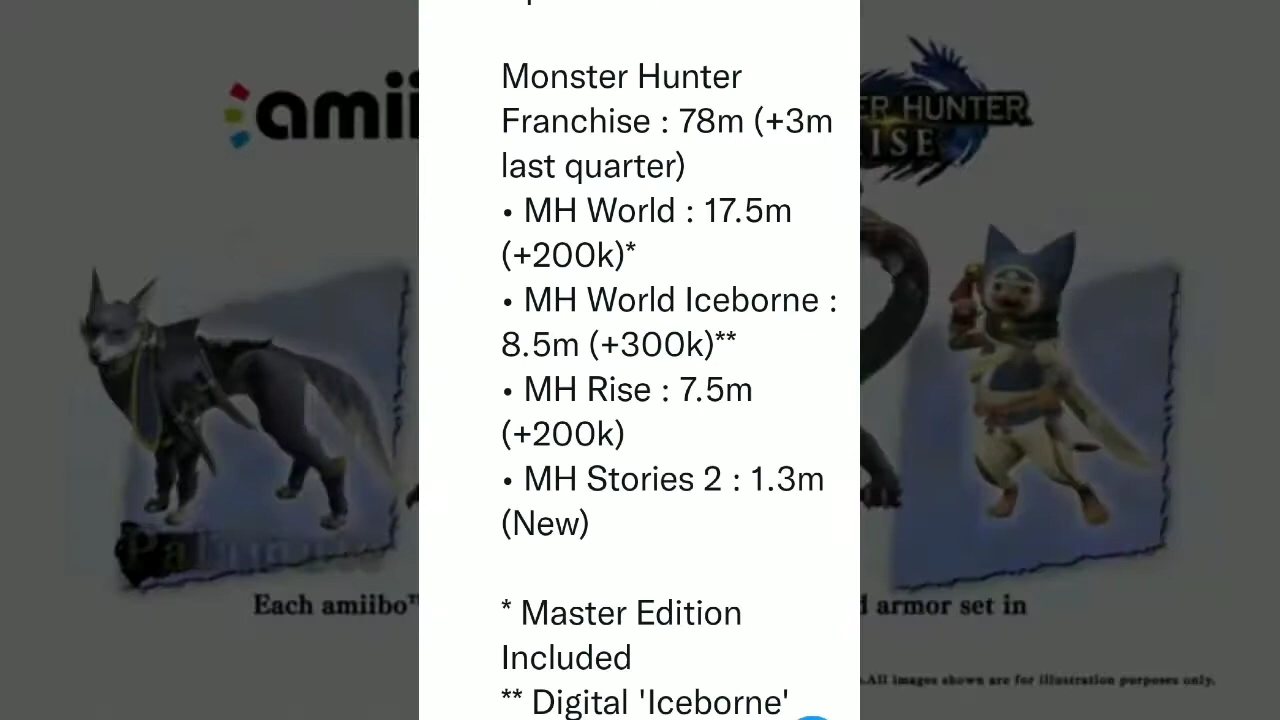 amii
ER HUNTER
ISE
Monster Hunter
Franchise : 78m (+3m
last quarter)
• MH World : 17.5m
(+200k)*
• MH World Iceborne :
8.5m (+300k)**
• MH Rise : 7.5m
(+200k)
• MH Stories 2 : 1.3m
(New)
* Master Edition
Included
** Digital 'Iceborne'
Each amiibo™
d armor set in
.All images shown are for illustration purposes only.